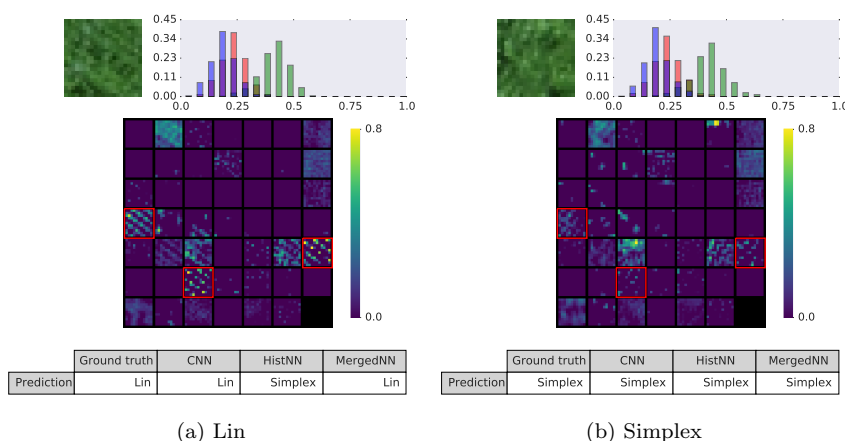 0.45
0.34
0.23
0.11
0.00
0.0 0.25 0.50 0.75 1.0
0.8
0.0
Ground truth CNN HistNN MergedNN
Prediction Lin Lin Simplex Lin
(a) Lin
0.45
0.34
0.23
0.11
0.00
0.0 0.25 0.50 0.75 1.0
0.8
0.0
Ground truth CNN HistNN MergedNN
Prediction Simplex Simplex Simplex Simplex
(b) Simplex